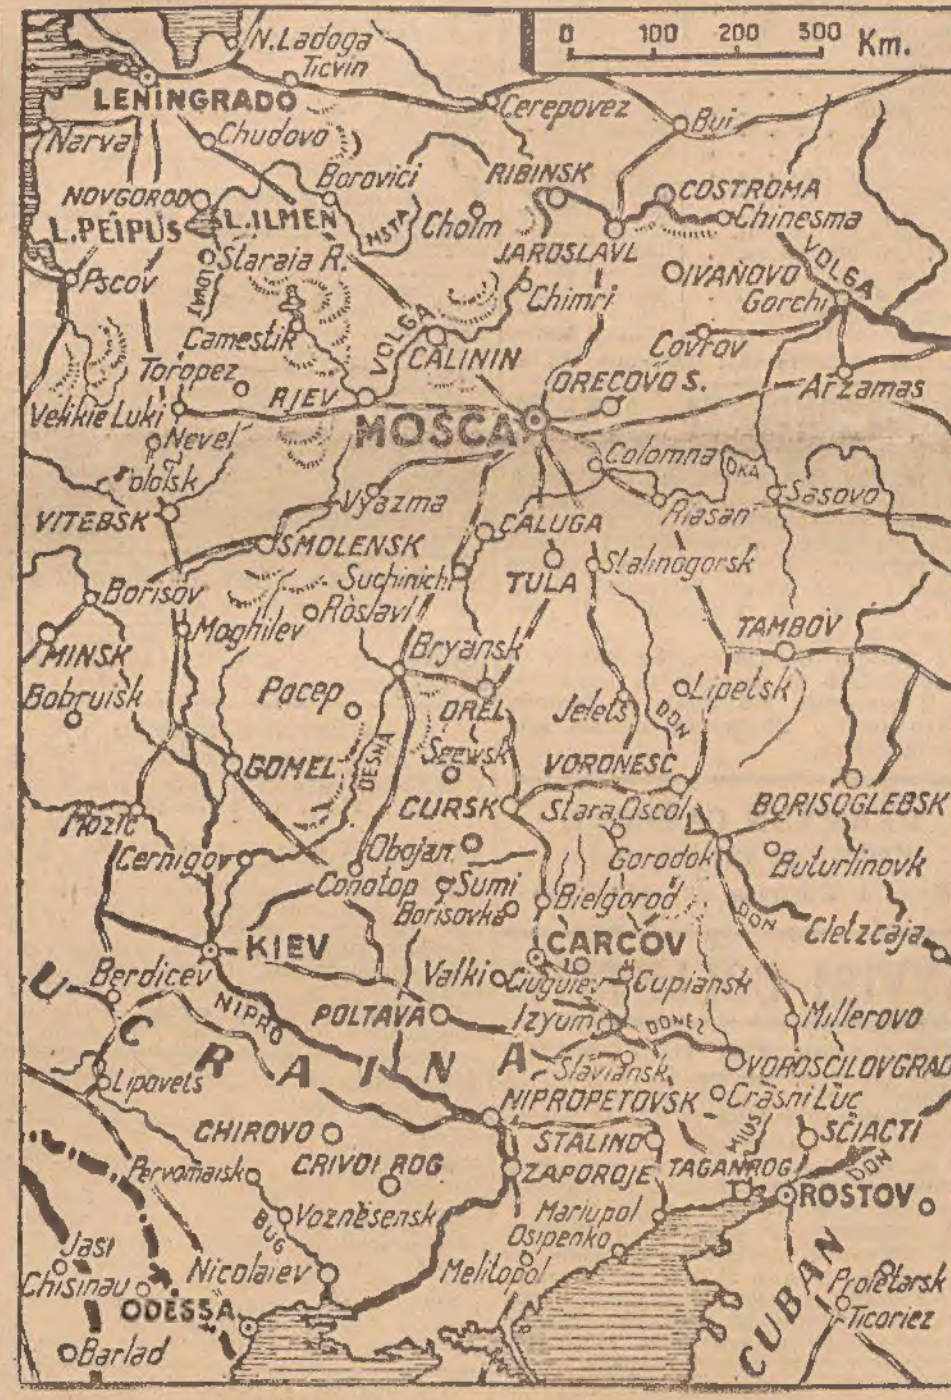 0 100 200 300 Km.
N.Ladoga
Ticvin
LENINGRADO
Cerepovez
Bui
Narva
Chudovo
Borovici
RIBINSK
COSTROMA
NOVGOROD
L.PEIPUS
L.ILMEN
MSTA
Cholm
Chinesma
JAROSLAVL
VOLGA
Staraia R.
IVANOVO
Pscov
LOVAT
Chimri
Gorchi
Camestik
VOLGA
CALININ
Covrov
Toropez
RJEV
ORECOVO S.
Arzamas
Velikie Luki
MOSCA
Nevel
Colomna
OKA
Vyazma
Riasan
Sasovo
VITEBSK
CALUGA
SMOLENSK
Suchinich
TULA
Stalinogorsk
Borisov
Roslavl
Moghilev
TAMBOV
MINSK
Bryansk
Bobruisk
Pocep
OREL
Jelets
DON
Lipetsk
DESNA
Seewsk
GOMEL
VORONESC
CURSK
Stara Oscol
BORISOGLEBSK
Mozic
Obojan
Gorodok
Buturlinovk
Cernigov
Conotop
Sumi
Bielgorod
Borisovka
DON
KIEV
CARCOV
Cletzcaja
Berdicev
Valki
Ciuguiev
Cupiansk
NIPRO
POLTAVA
Izyum
DONEZ
Millerovo
UCRAINA
Slaviansk
VOROSCILOVGRAD
Lipovets
NIPROPETOVSK
Crasni Luc
CHIROVO
STALINO
MIUS
SCIACTI
Pervomaisk
CRIVOI ROG
ZAPOROJE
TAGANROG
DON
ROSTOV
BUG
Voznesensk
Mariupol
Osipenko
Jasi
Chisinau
Nicolaiev
Melitopol
CUBAN
Proletarsk
ODESSA
Ticoriez
Barlad